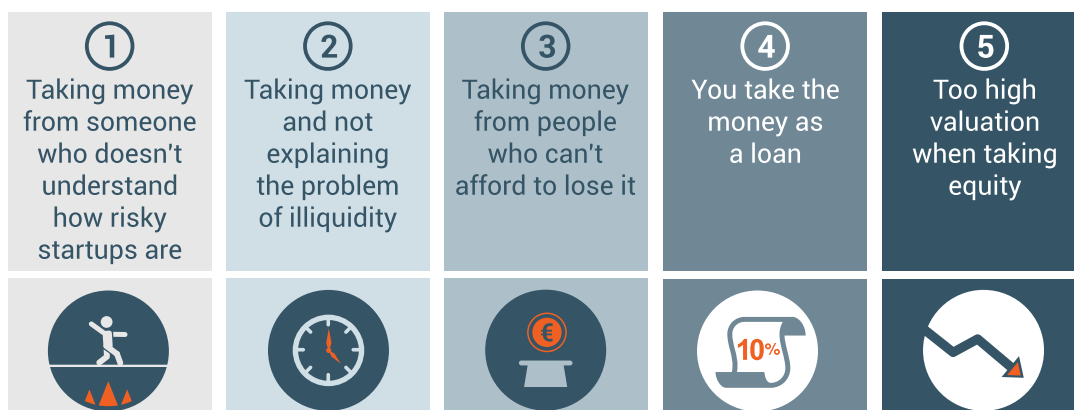 1
Taking money
from someone
who doesn't
understand
how risky
startups are
2
Taking money
and not
explaining
the problem
of illiquidity
3
Taking money
from people
who can't
afford to lose it
4
You take the
money as
a loan
5
Too high
valuation
when taking
equity
€
10%